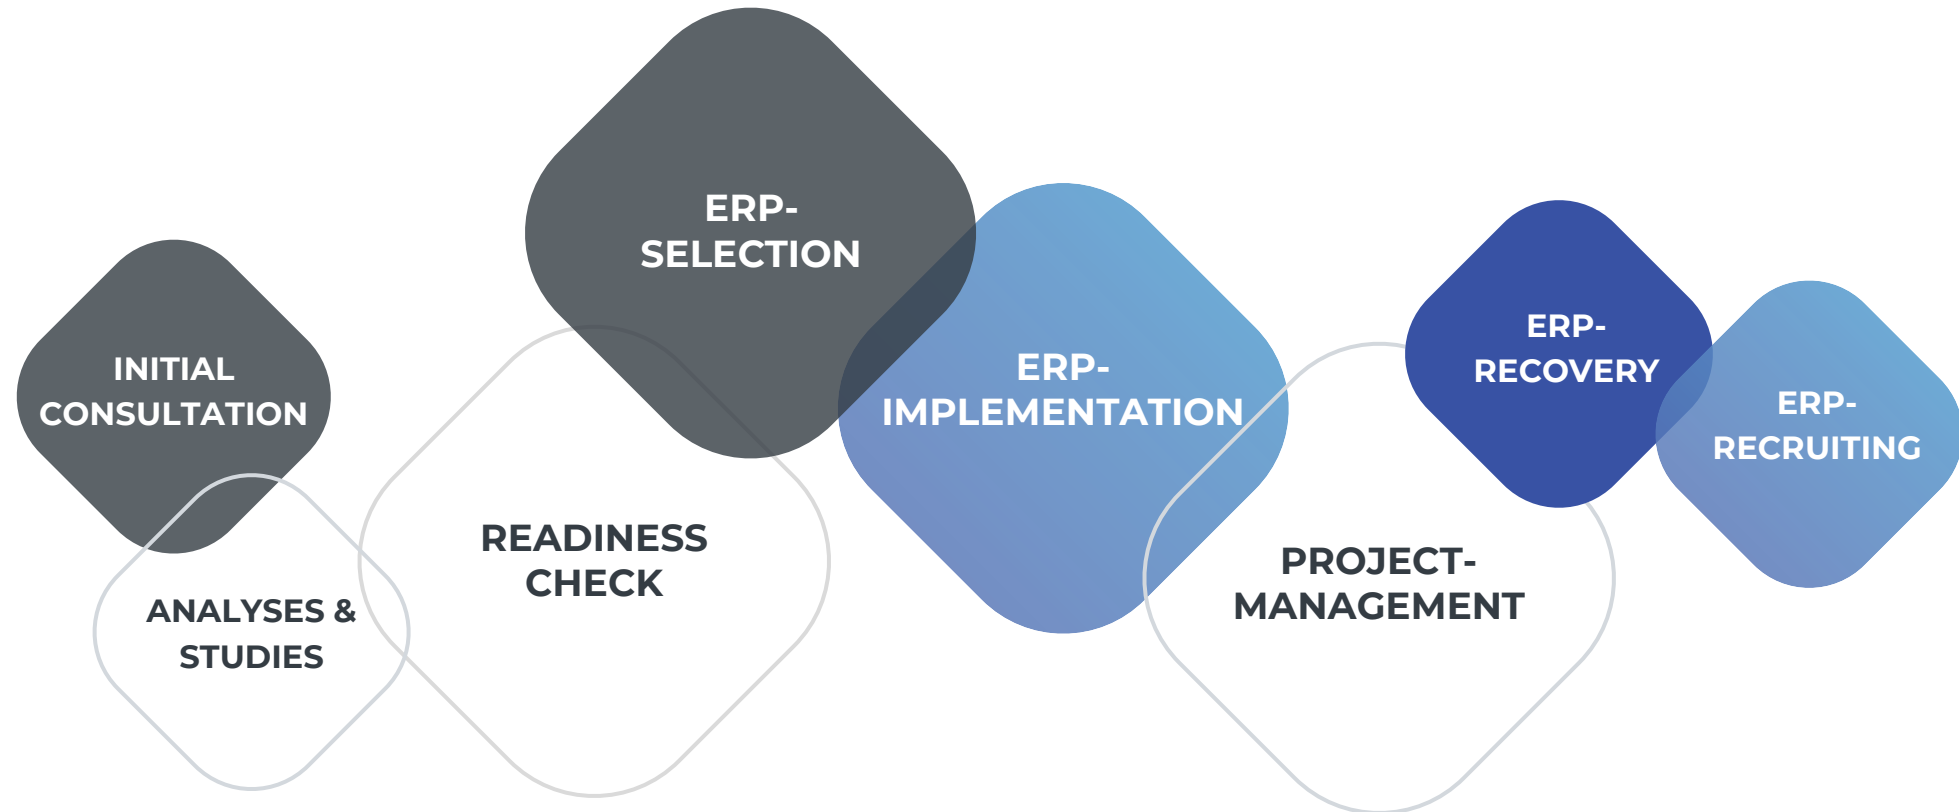 INITIAL
CONSULTATION
ANALYSES &
STUDIES
READINESS
CHECK
ERP-
SELECTION
ERP-
IMPLEMENTATION
PROJECT-
MANAGEMENT
ERP-
RECOVERY
ERP-
RECRUITING